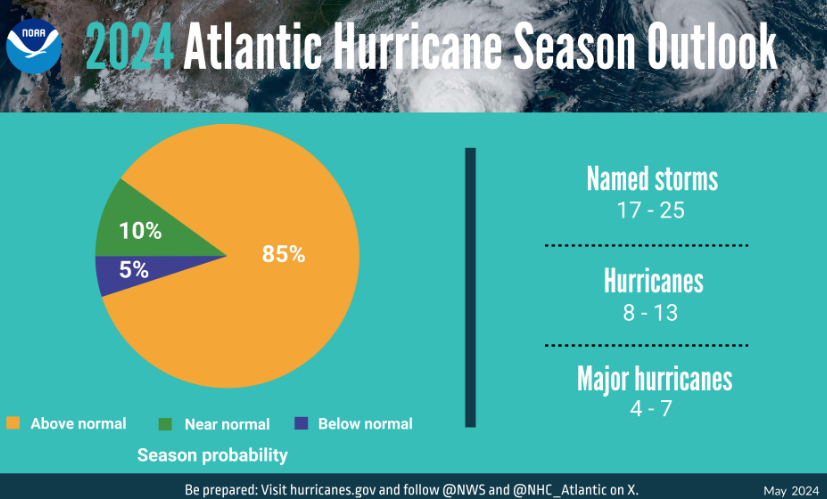 NOAA
2024 Atlantic Hurricane Season Outlook
10%
5%
85%
Above normal
Near normal
Below normal
Season probability
Named storms
17 - 25
Hurricanes
8 - 13
Major hurricanes
4 - 7
Be prepared: Visit hurricanes.gov and follow @NWS and @NHC_Atlantic on X.
May 2024